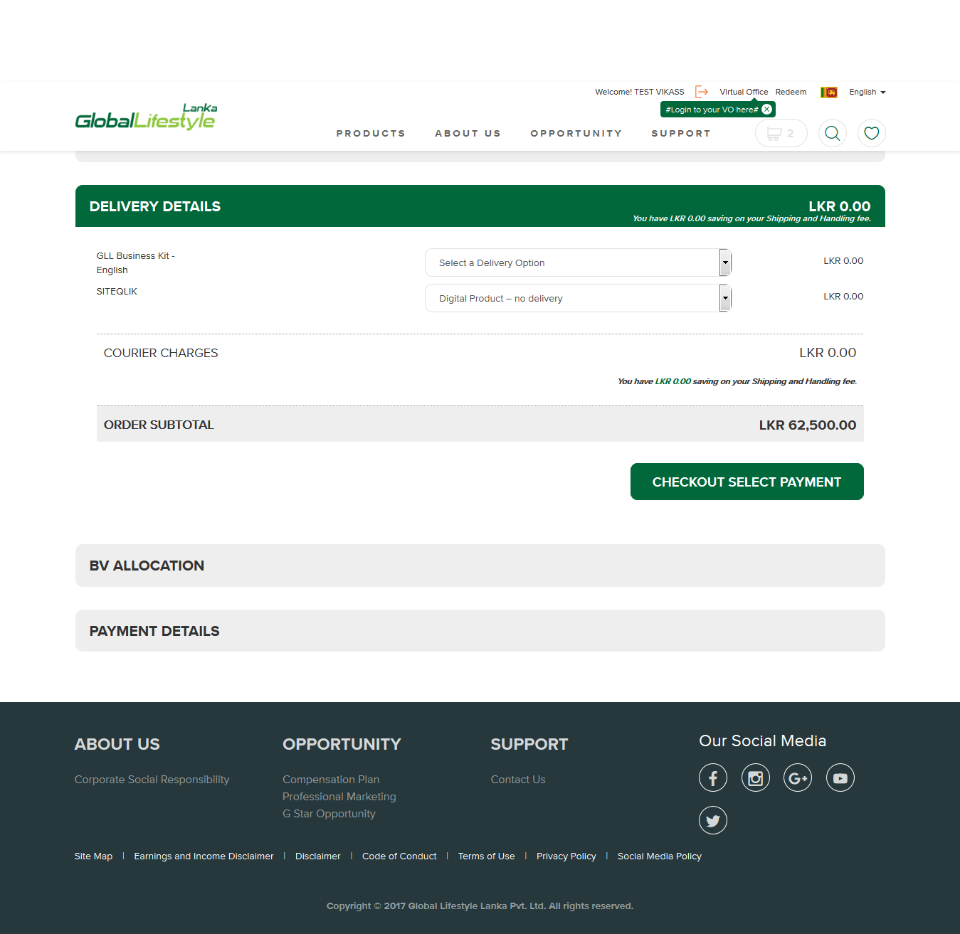 Welcome! TEST VIKASS Virtual Office Redeem English
#Login to your VO here#
Lanka
GlobalLifestyle
PRODUCTS ABOUT US OPPORTUNITY SUPPORT 2
DELIVERY DETAILS LKR 0.00
You have LKR 0.00 saving on your Shipping and Handling fee.
GLL Business Kit - Select a Delivery Option LKR 0.00
English
SITEQLIK Digital Product – no delivery LKR 0.00
COURIER CHARGES LKR 0.00
You have LKR 0.00 saving on your Shipping and Handling fee.
ORDER SUBTOTAL LKR 62,500.00
CHECKOUT SELECT PAYMENT
BV ALLOCATION
PAYMENT DETAILS
ABOUT US OPPORTUNITY SUPPORT Our Social Media
Corporate Social Responsibility Compensation Plan Contact Us
Professional Marketing
G Star Opportunity
Site Map | Earnings and Income Disclaimer | Disclaimer | Code of Conduct | Terms of Use | Privacy Policy | Social Media Policy
Copyright © 2017 Global Lifestyle Lanka Pvt. Ltd. All rights reserved.